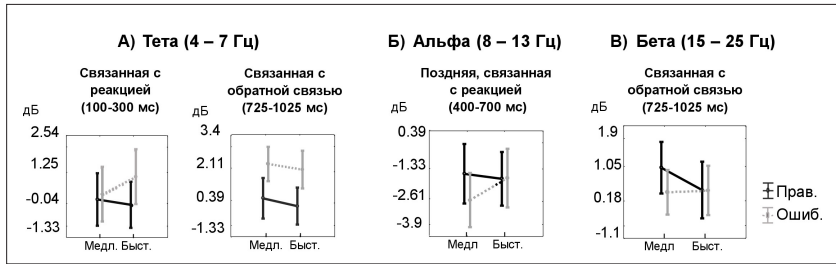 А) Тета (4 – 7 Гц)
Связанная с
реакцией
(100-300 мс)
дБ
2.54
1.25
-0.04
-1.33
Медл. Быст.
Связанная с
обратной связью
(725-1025 мс)
3.4
2.11
0.39
-1.33
Медл. Быст.
Б) Альфа (8 – 13 Гц)
Поздняя, связанная
с реакцией
(400-700 мс)
дБ
0.39
-1.33
-2.61
-3.9
Медл. Быст.
В) Бета (15 – 25 Гц)
Связанная с
обратной связью
(725-1025 мс)
дБ
1.9
1.05
0.18
-1.1
Медл Быст.
Прав.
Ошиб.